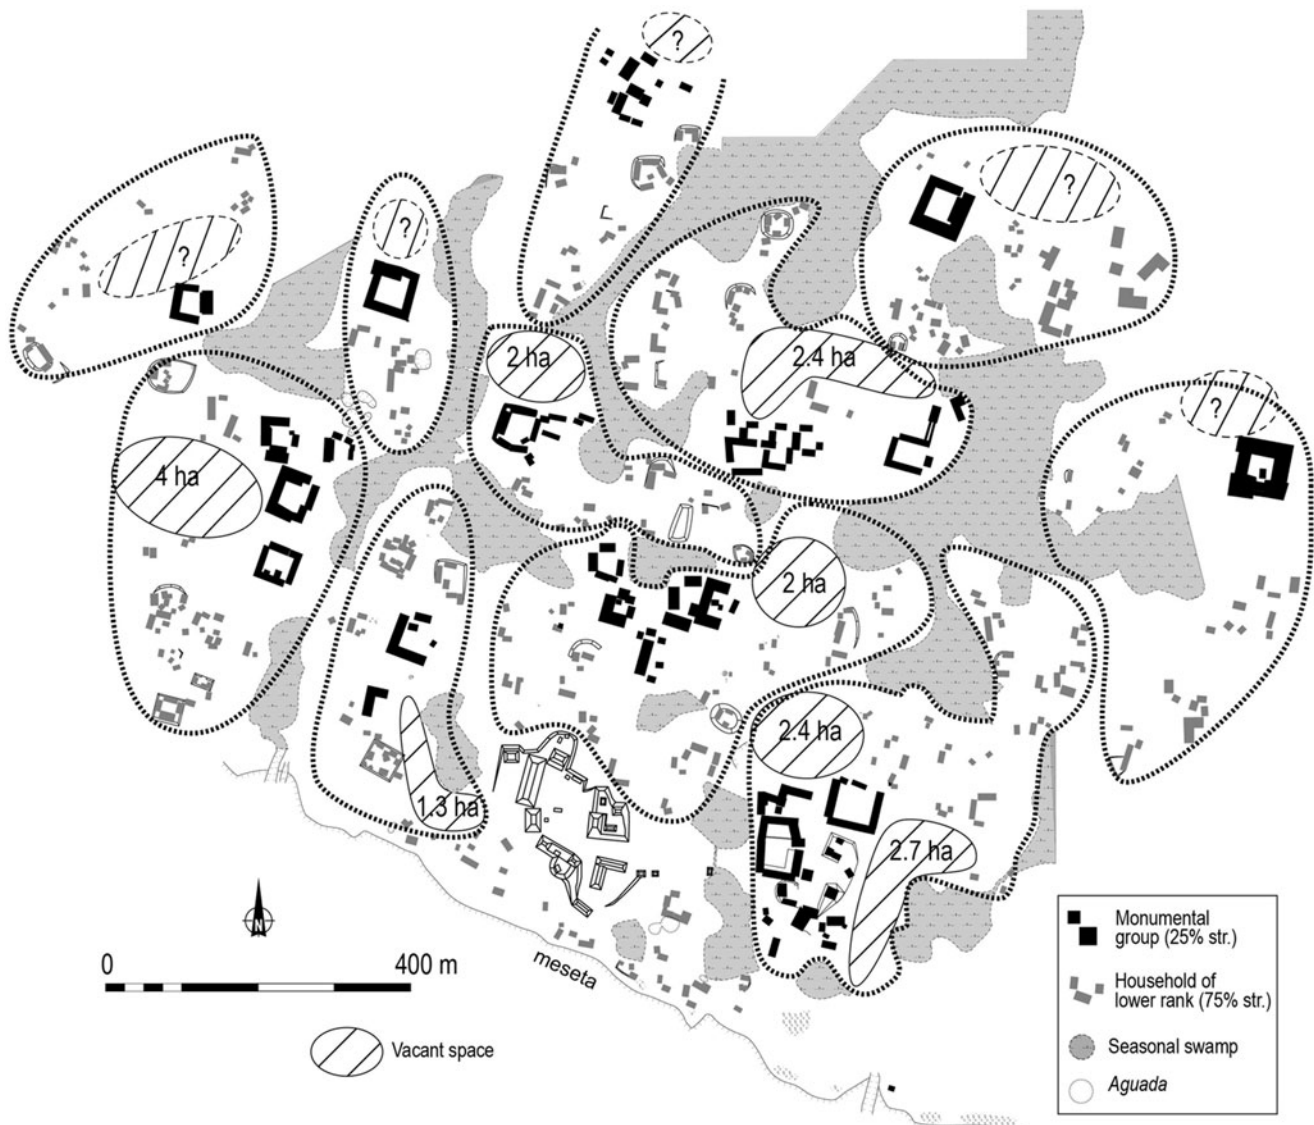 ?
?
?
?
2 ha
2.4 ha
?
4 ha
2 ha
2.4 ha
1.3 ha
2.7 ha
N
0 400 m
meseta
Vacant space
Monumental
group (25% str.)
Household of
lower rank (75% str.)
Seasonal swamp
Aguada